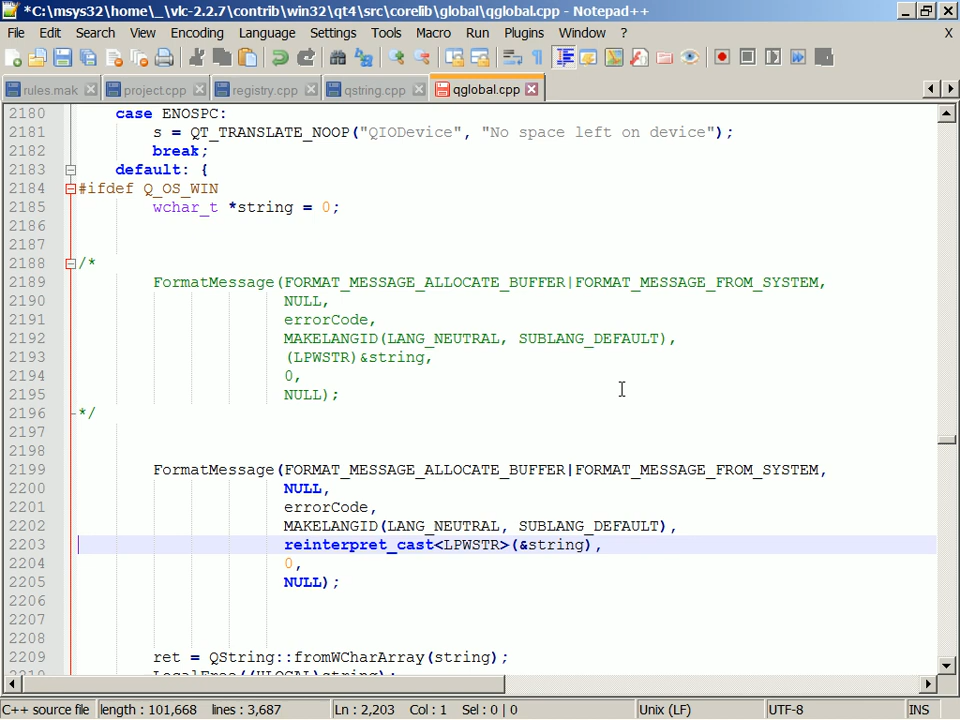 *C:\msys32\home\_\vlc-2.2.7\contrib\win32\qt4\src\corelib\global\qglobal.cpp - Notepad++
File Edit Search View Encoding Language Settings Tools Macro Run Plugins Window ? X
rules.mak project.cpp registry.cpp qstring.cpp qglobal.cpp
2180 case ENOSPC:
2181 s = QT_TRANSLATE_NOOP("QIODevice", "No space left on device");
2182 break;
2183 default: {
2184 #ifdef Q_OS_WIN
2185 wchar_t *string = 0;
2186
2187
2188 /*
2189 FormatMessage(FORMAT_MESSAGE_ALLOCATE_BUFFER|FORMAT_MESSAGE_FROM_SYSTEM,
2190 NULL,
2191 errorCode,
2192 MAKELANGID(LANG_NEUTRAL, SUBLANG_DEFAULT),
2193 (LPWSTR)&string,
2194 0,
2195 NULL);
2196 */
2197
2198
2199 FormatMessage(FORMAT_MESSAGE_ALLOCATE_BUFFER|FORMAT_MESSAGE_FROM_SYSTEM,
2200 NULL,
2201 errorCode,
2202 MAKELANGID(LANG_NEUTRAL, SUBLANG_DEFAULT),
2203 reinterpret_cast<LPWSTR>(&string),
2204 0,
2205 NULL);
2206
2207
2208
2209 ret = QString::fromWCharArray(string);
2210 LocalFree((HLOCAL)string);
C++ source file length : 101,668 lines : 3,687 Ln : 2,203 Col : 1 Sel : 0 | 0 Unix (LF) UTF-8 INS